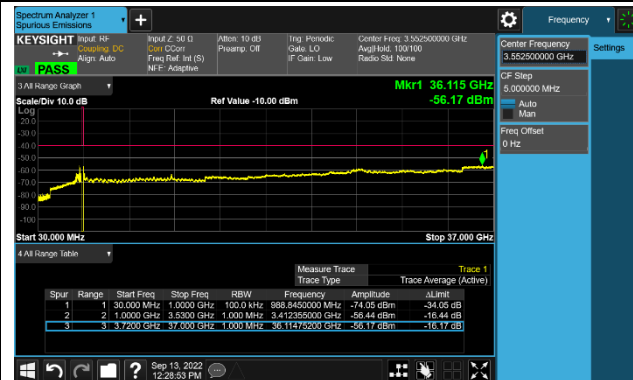 Spectrum Analyzer 1
Spurious Emissions
Frequency
KEYSIGHT
Input: RF
Coupling: DC
Align: Auto
Input Z: 50 Ω
Corr CCorr
Freq Ref: Int (S)
NFE: Adaptive
Atten: 10 dB
Preamp: Off
Trig: Periodic
Gate: LO
IF Gain: Low
Center Freq: 3.552500000 GHz
Avg|Hold: 100/100
Radio Std: None
PASS
Center Frequency
3.552500000 GHz
Settings
CF Step
5.000000 MHz
Auto
Man
Freq Offset
0 Hz
3 All Range Graph
Mkr1 36.115 GHz
-56.17 dBm
Scale/Div 10.0 dB
Ref Value -10.00 dBm
Log
-20.0
-30.0
-40.0
-50.0
-60.0
-70.0
-80.0
-90.0
-100
1
Start 30.000 MHz
Stop 37.000 GHz
4 All Range Table
Measure Trace Trace 1
Trace Type Trace Average (Active)
Spur Range Start Freq Stop Freq RBW Frequency Amplitude ΔLimit
1 1 30.000 MHz 1.0000 GHz 100.0 kHz 988.8450000 MHz -74.05 dBm -34.05 dB
2 2 1.0000 GHz 3.5300 GHz 1.000 MHz 3.412355000 GHz -56.44 dBm -16.44 dB
3 3 3.7200 GHz 37.000 GHz 1.000 MHz 36.11475200 GHz -56.17 dBm -16.17 dB
Sep 13, 2022
12:28:53 PM